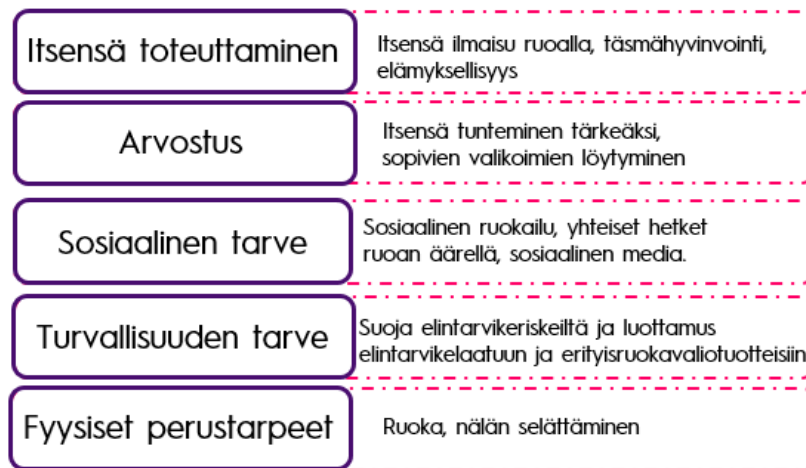 Itsensä toteuttaminen
Itsensä ilmaisu ruoalla, täsmähyvinvointi,
elämyksellisyys
Arvostus
Itsensä tunteminen tärkeäksi,
sopivien valikoimien löytyminen
Sosiaalinen tarve
Sosiaalinen ruokailu, yhteiset hetket
ruoan äärellä, sosiaalinen media.
Turvallisuuden tarve
Suoja elintarvikeriskeiltä ja luottamus
elintarvikelaatuun ja erityisruokavaliotuotteisiin
Fyysiset perustarpeet
Ruoka, nälän selättäminen